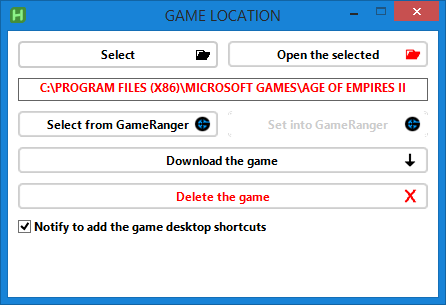 GAME LOCATION
Select
Open the selected
C:\PROGRAM FILES (X86)\MICROSOFT GAMES\AGE OF EMPIRES II
Select from GameRanger
Set into GameRanger
Download the game
Delete the game
Notify to add the game desktop shortcuts